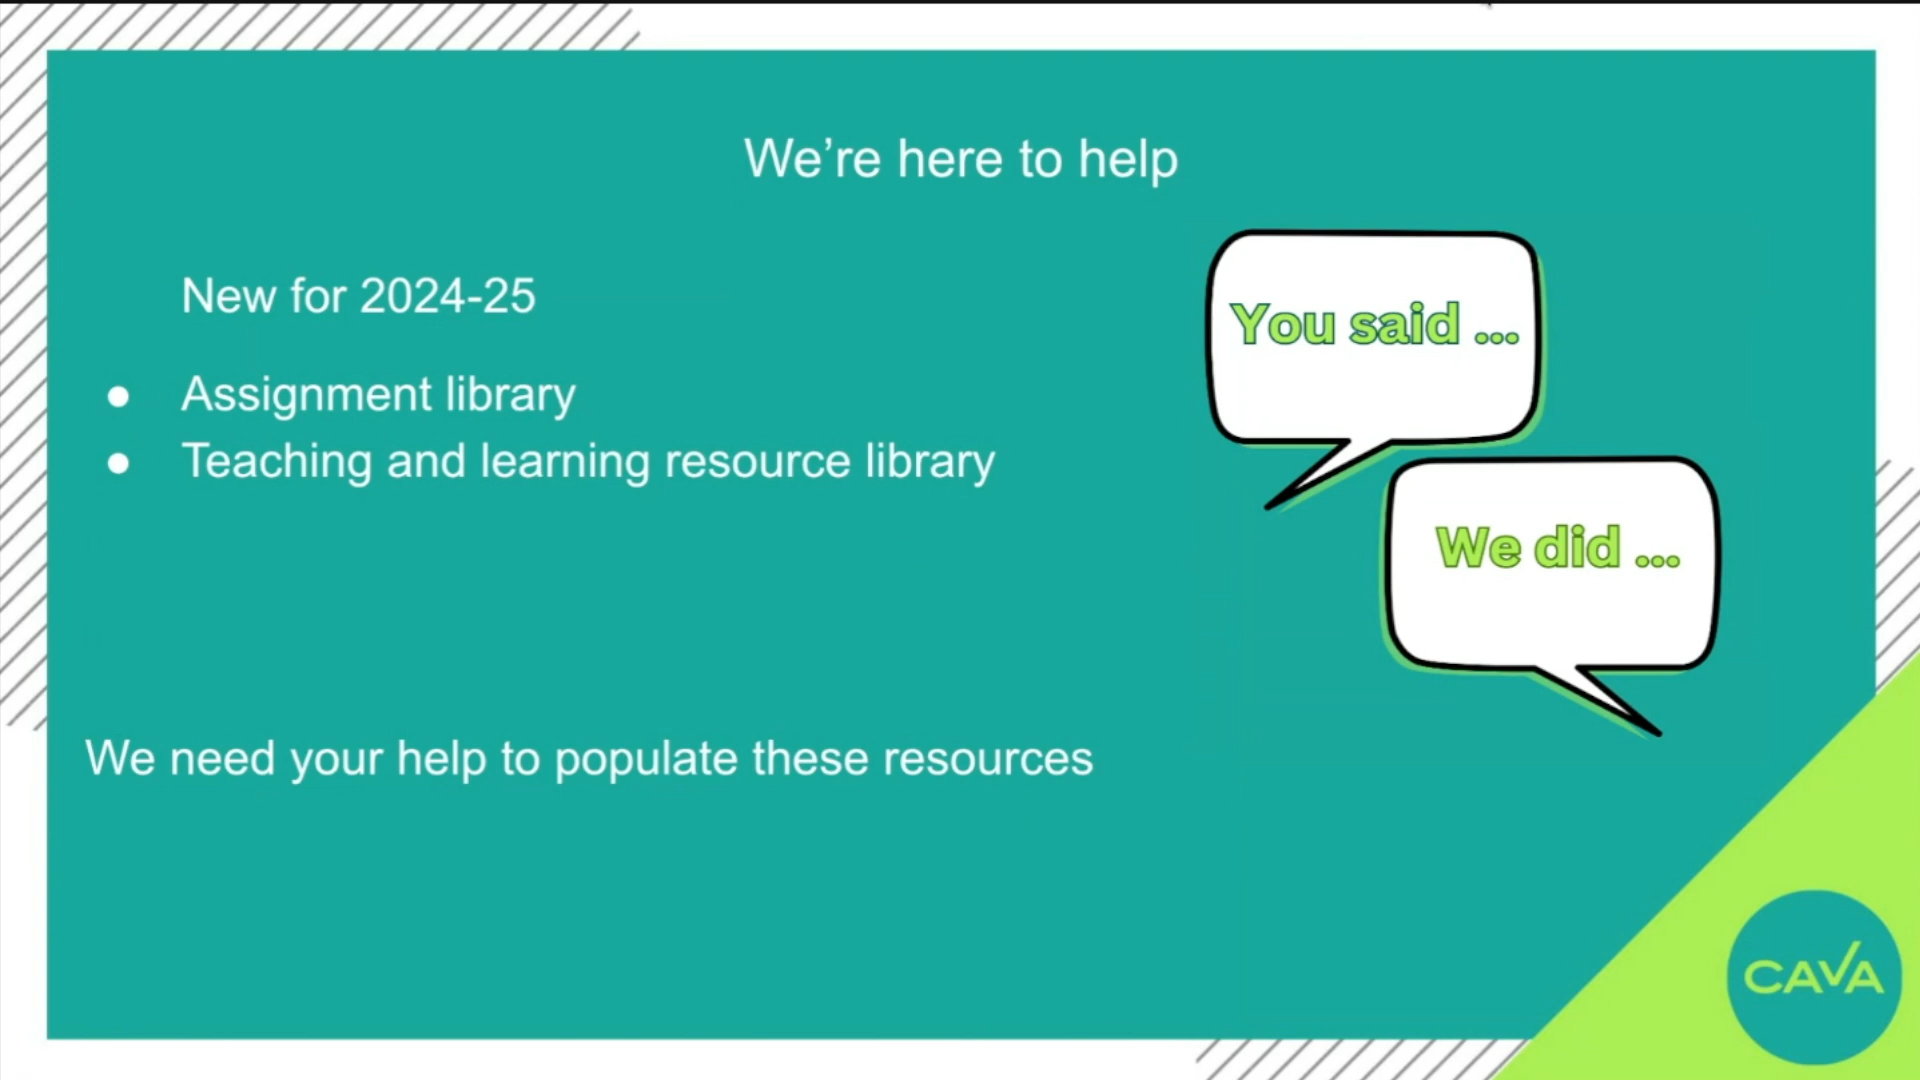 We're here to help
New for 2024-25
● Assignment library
● Teaching and learning resource library
You said ...
We did ...
We need your help to populate these resources
CAVA